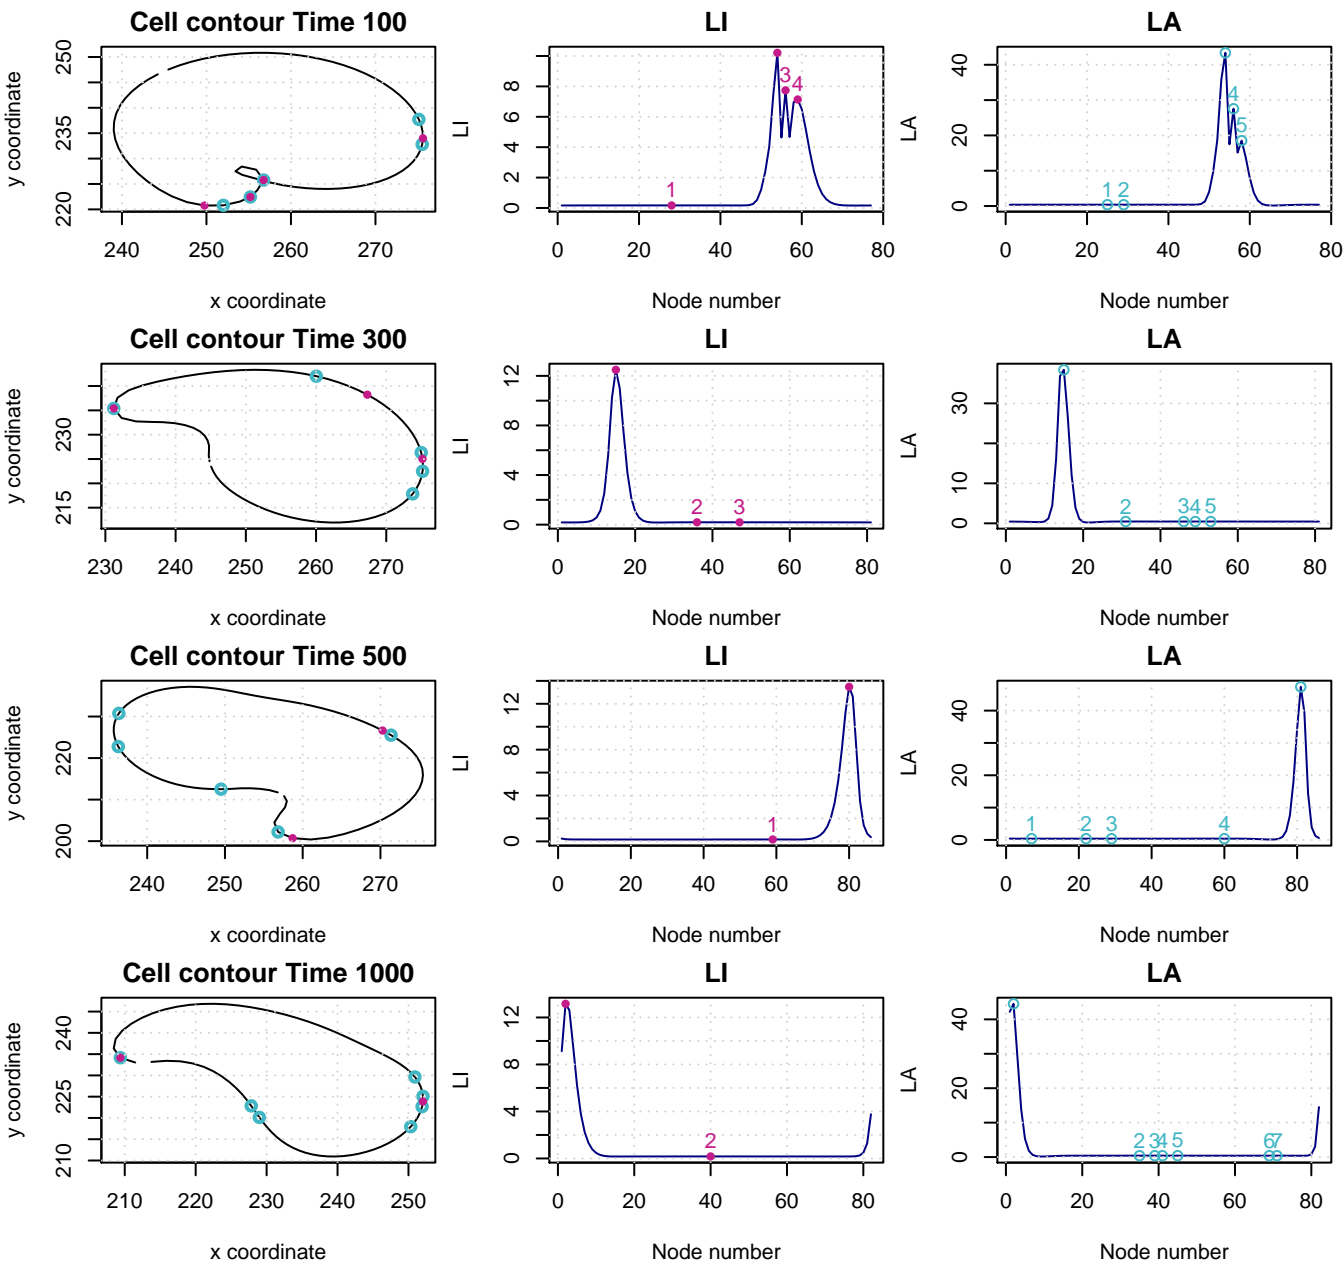 Cell contour Time 100
LI
LA
y coordinate
220 235 250
240 250 260 270
x coordinate
LI
0 2 4 6 8
1 3 4
0 20 40 60 80
Node number
LA
0 20 40
1 2 4 5
0 20 40 60 80
Node number
Cell contour Time 300
LI
LA
y coordinate
215 230
230 240 250 260 270
x coordinate
LI
0 4 8 12
2 3
0 20 40 60 80
Node number
LA
0 10 30
2 3 4 5
0 20 40 60 80
Node number
Cell contour Time 500
LI
LA
y coordinate
200 220
240 250 260 270
x coordinate
LI
0 4 8 12
1
0 20 40 60 80
Node number
LA
0 20 40
1 2 3 4
0 20 40 60 80
Node number
Cell contour Time 1000
LI
LA
y coordinate
210 225 240
210 220 230 240 250
x coordinate
LI
0 4 8 12
2
0 20 40 60 80
Node number
LA
0 20 40
2 3 4 5 6 7
0 20 40 60 80
Node number